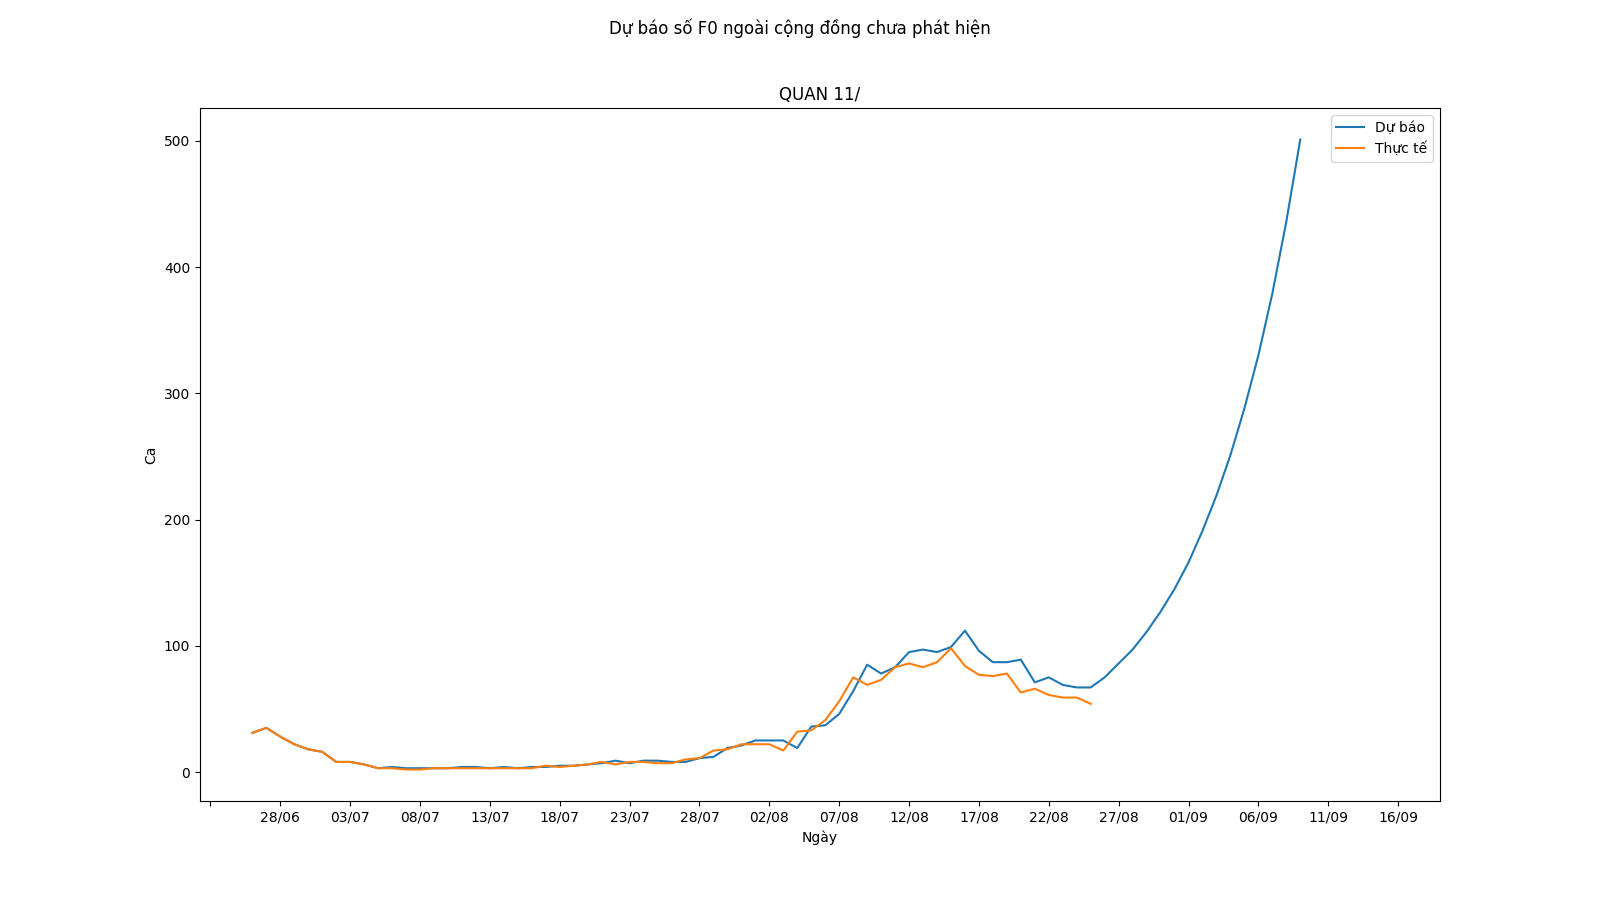 Dự báo số F0 ngoài cộng đồng chưa phát hiện
QUAN 11/
Dự báo
Thực tế
500
400
300
200
100
0
Ca
28/06 03/07 08/07 13/07 18/07 23/07 28/07 02/08 07/08 12/08 17/08 22/08 27/08 01/09 06/09 11/09 16/09
Ngày